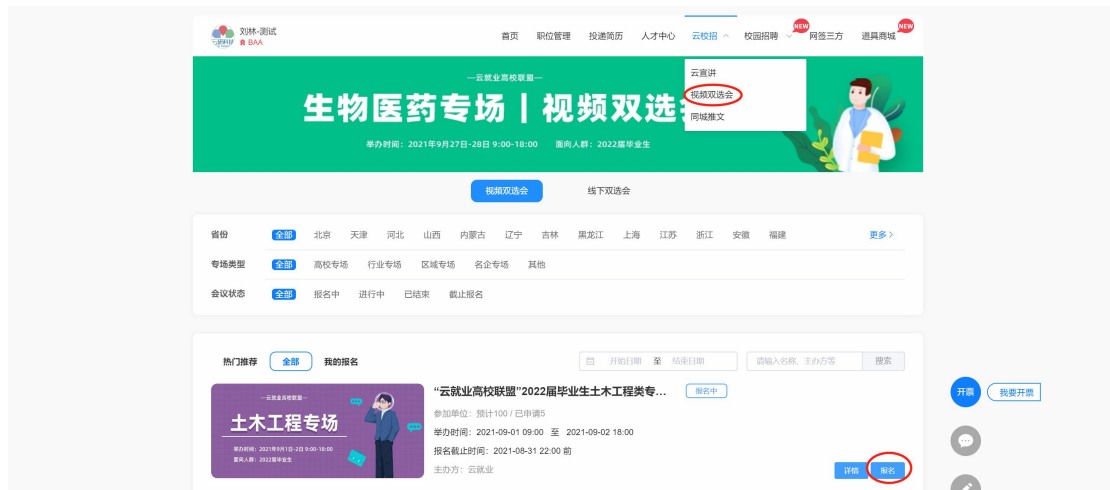 刘林-测试
BAA
首页 职位管理 投递简历 人才中心 云校招 校园招聘 NEW 网签三方 道具商城 NEW
云宣讲
视频双选会
同城推文
—云就业高校联盟—
生物医药专场 | 视频双选
举办时间：2021年9月27日-28日 9:00-18:00 面向人群：2022届毕业生
视频双选会 线下双选会
省份 全部 北京 天津 河北 山西 内蒙古 辽宁 吉林 黑龙江 上海 江苏 浙江 安徽 福建 更多
专场类型 全部 高校专场 行业专场 区域专场 名企专场 其他
会议状态 全部 报名中 进行中 已结束 截止报名
热门推荐 全部 我的报名 开始日期 至 结束日期 请输入名称、主办方等 搜索
—云就业高校联盟—
土木工程专场
举办时间：2021年9月1日-2日 9:00-18:00
面向人群：2022届毕业生
“云就业高校联盟”2022届毕业生土木工程类专... 报名中
参加单位：预计100 / 已申请5
举办时间：2021-09-01 09:00 至 2021-09-02 18:00
报名截止时间：2021-08-31 22:00 前
主办方：云就业
详情 报名
开票 我要开票